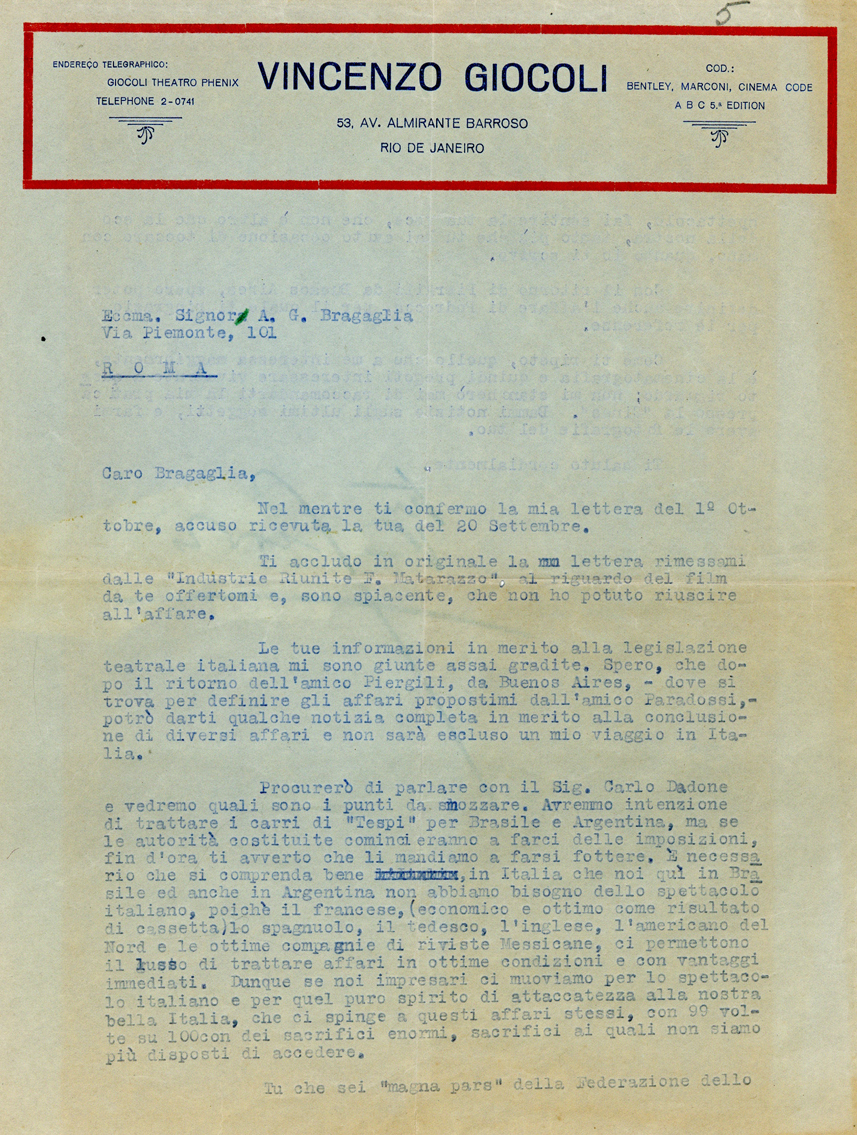 5
ENDEREÇO TELEGRAPHICO:
GIOCOLI THEATRO PHENIX
TELEPHONE 2-0741
VINCENZO GIOCOLI
53, AV. ALMIRANTE BARROSO
RIO DE JANEIRO
COD.:
BENTLEY, MARCONI, CINEMA CODE
A B C 5.ª EDITION
Eccma. Signor A. G. Bragaglia
Via Piemonte, 101
R O M A
Caro Bragaglia,
Nel mentre ti confermo la mia lettera del 1º Ot-
tobre, accuso ricevuta la tua del 20 Settembre.
Ti accludo in originale la lettera rimessami
dalle "Industrie Riunite F. Matarazzo", al riguardo del film
da te offertomi e, sono spiacente, che non ho potuto riuscire
all'affare.
Le tue informazioni in merito alla legislazione
teatrale italiana mi sono giunte assai gradite. Spero, che do-
po il ritorno dell'amico Piergili, da Buenos Aires, - dove si
trova per definire gli affari propostimi dall'amico Paradossi,-
potrò darti qualche notizia completa in merito alla conclusio-
ne di diversi affari e non sarà escluso un mio viaggio in Ita-
lia.
Procurerò di parlare con il Sig. Carlo Dadone
e vedremo quali sono i punti da smozzare. Avremmo intenzione
di trattare i carri di "Tespi" per Brasile e Argentina, ma se
le autorità costituite comincieranno a farci delle imposizioni,
fin d'ora ti avverto che li mandiamo a farsi fottere. E necessa
rio che si comprenda bene ,in Italia che noi quì in Bra
sile ed anche in Argentina non abbiamo bisogno dello spettacolo
italiano, poichè il francese,(economico e ottimo come risultato
di cassetta)lo spagnuolo, il tedesco, l'inglese, l'americano del
Nord e le ottime compagnie di riviste Messicane, ci permettono
il lusso di trattare affari in ottime condizioni e con vantaggi
immediati. Dunque se noi impresari ci muoviamo per lo spettaco-
lo italiano e per quel puro spirito di attaccatezza alla nostra
bella Italia, che ci spinge a questi affari stessi, con 99 vol-
te su 100con dei sacrifici enormi, sacrifici ai quali non siamo
più disposti di accedere.
Tu che sei "magna pars" della Federazione dello